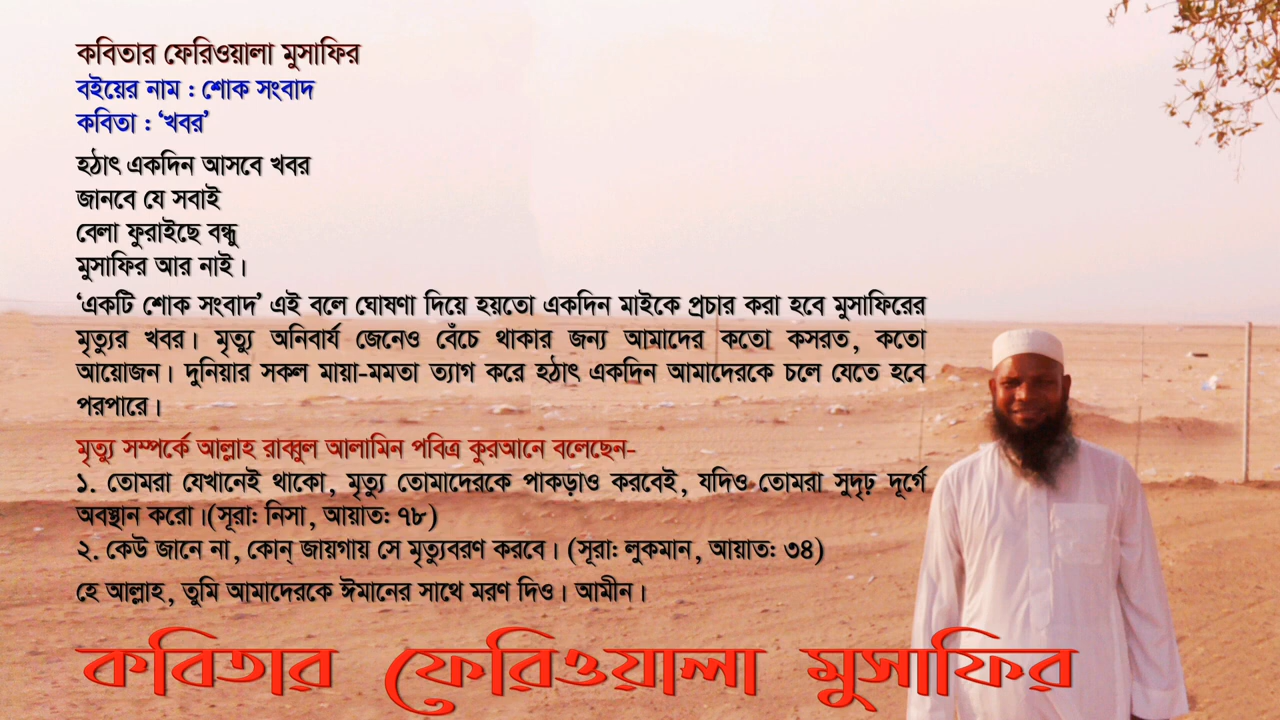 কবিতার ফেরিওয়ালা মুসাফির
বইয়ের নাম : শোক সংবাদ
কবিতা : ‘খবর’
হঠাৎ একদিন আসবে খবর
জানবে যে সবাই
বেলা ফুরাইছে বন্ধু
মুসাফির আর নাই।
‘একটি শোক সংবাদ’ এই বলে ঘোষণা দিয়ে হয়তো একদিন মাইকে প্রচার করা হবে মুসাফিরের
মৃত্যুর খবর। মৃত্যু অনিবার্য জেনেও বেঁচে থাকার জন্য আমাদের কতো কসরত, কতো
আয়োজন। দুনিয়ার সকল মায়া-মমতা ত্যাগ করে হঠাৎ একদিন আমাদেরকে চলে যেতে হবে
পরপারে।
মৃত্যু সম্পর্কে আল্লাহ রাব্বুল আলামিন পবিত্র কুরআনে বলেছেন-
১. তোমরা যেখানেই থাকো, মৃত্যু তোমাদেরকে পাকড়াও করবেই, যদিও তোমরা সুদৃঢ় দূর্গে
অবস্থান করো।(সূরাঃ নিসা, আয়াতঃ ৭৮)
২. কেউ জানে না, কোন্ জায়গায় সে মৃত্যুবরণ করবে। (সূরাঃ লুকমান, আয়াতঃ ৩৪)
হে আল্লাহ, তুমি আমাদেরকে ঈমানের সাথে মরণ দিও। আমীন।
কবিতার ফেরিওয়ালা মুসাফির